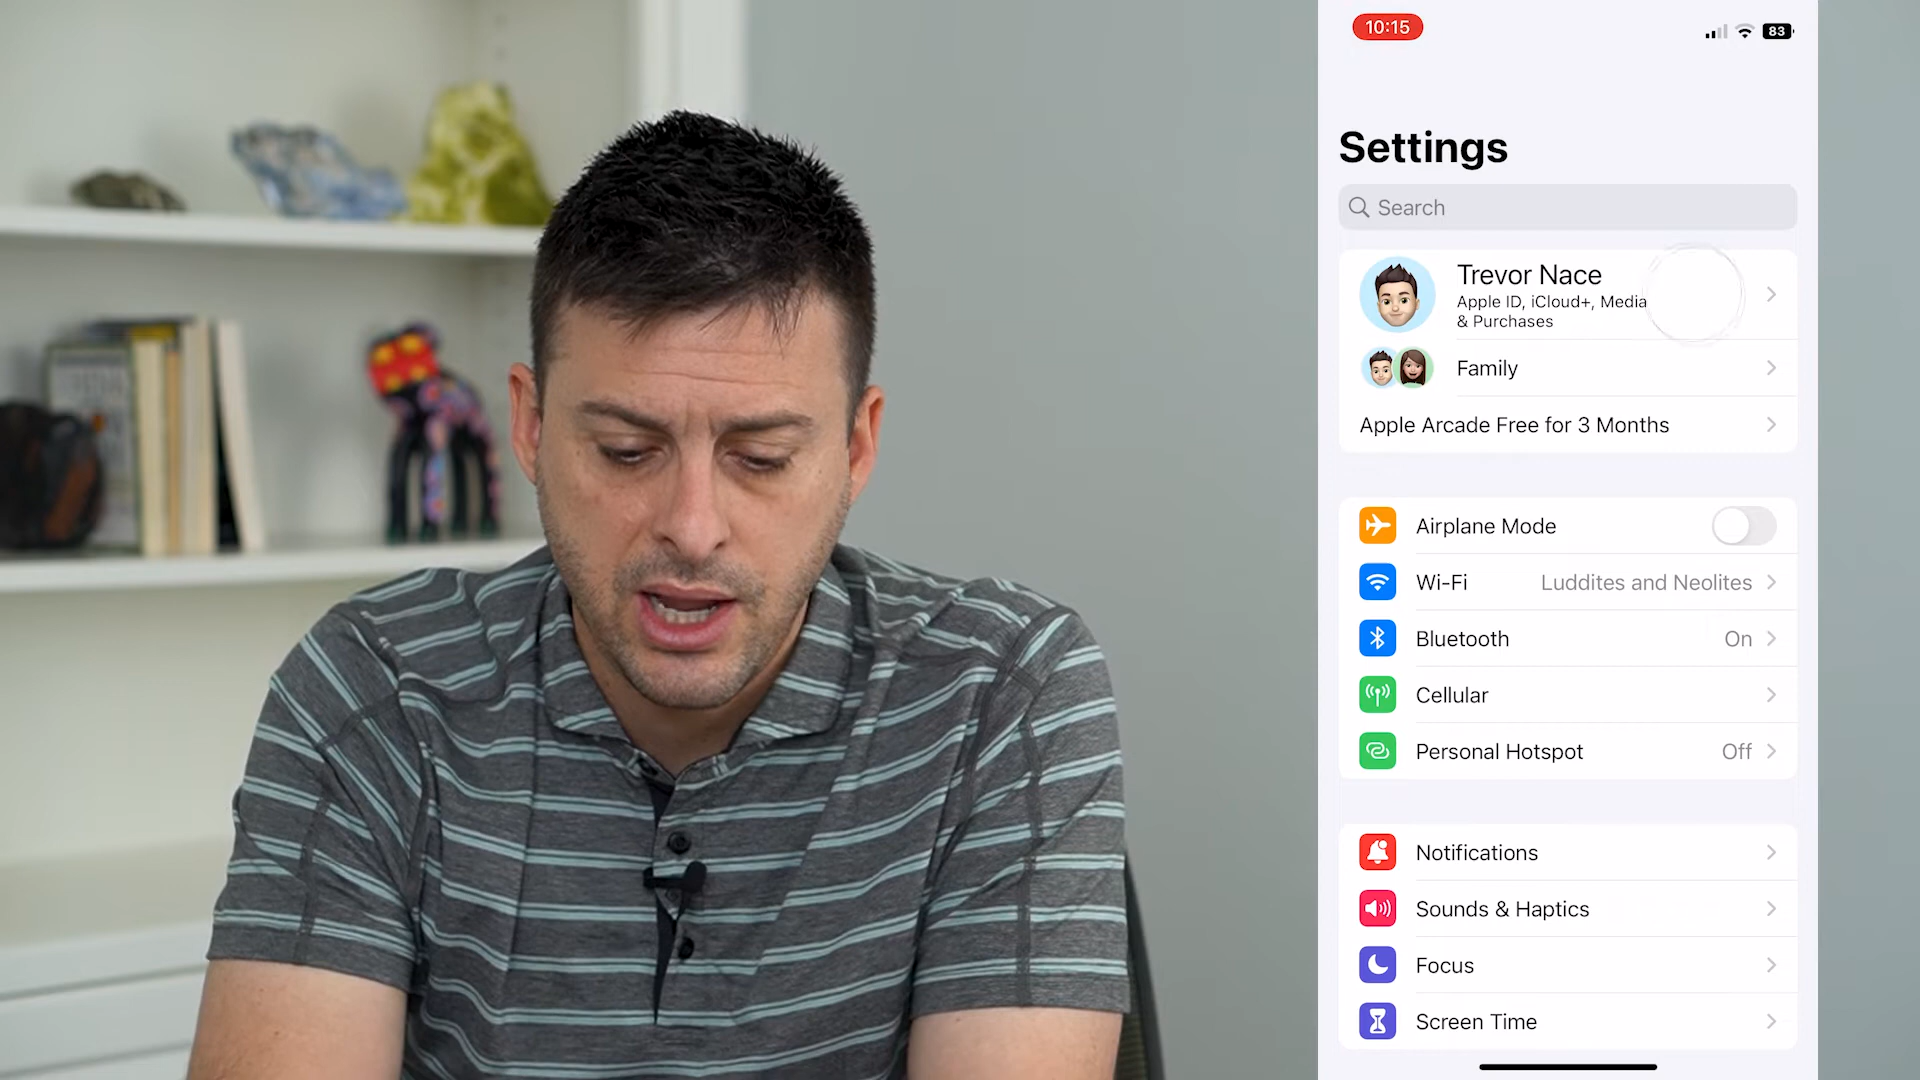 10:15
83
Settings
Search
Trevor Nace
Apple ID, iCloud+, Media
& Purchases
Family
Apple Arcade Free for 3 Months
Airplane Mode
Wi-Fi Luddites and Neolites
Bluetooth On
Cellular
Personal Hotspot Off
Notifications
Sounds & Haptics
Focus
Screen Time